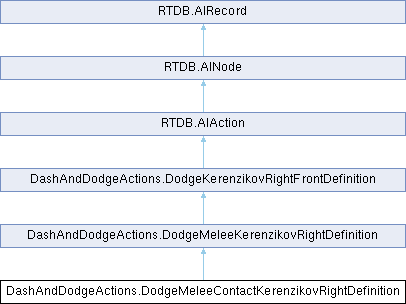 RTDB.AIRecord
RTDB.AINode
RTDB.AIAction
DashAndDodgeActions.DodgeKerenzikovRightFrontDefinition
DashAndDodgeActions.DodgeMeleeKerenzikovRightDefinition
DashAndDodgeActions.DodgeMeleeContactKerenzikovRightDefinition